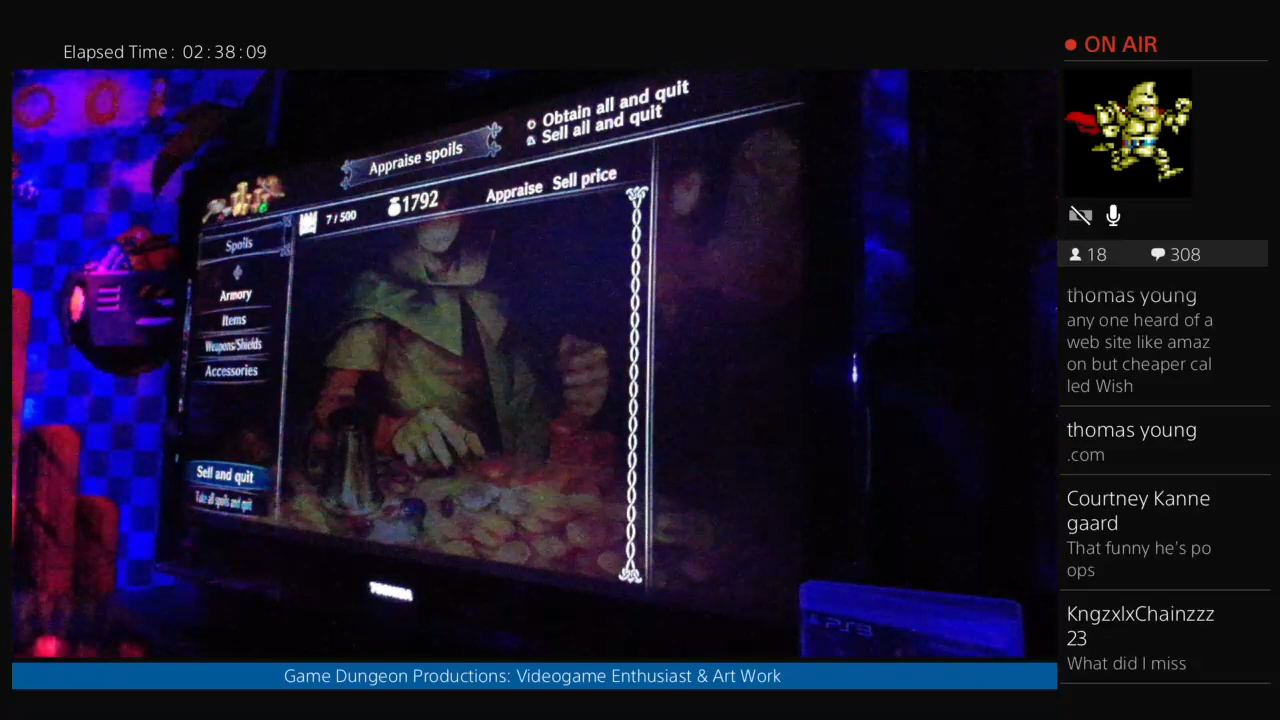 Elapsed Time: 02:38:09
ON AIR
Obtain all and quit
Sell all and quit
Appraise spoils
7 / 500
1792
Appraise Sell price
Spoils
Armory
Items
Weapons/Shields
Accessories
Sell and quit
Take all spoils and quit
TOSHIBA
PS3
18
308
thomas young
any one heard of a
web site like amaz
on but cheaper cal
led Wish
thomas young
.com
Courtney Kanne
gaard
That funny he's po
ops
KngzxlxChainzzz
23
What did I miss
Game Dungeon Productions: Videogame Enthusiast & Art Work